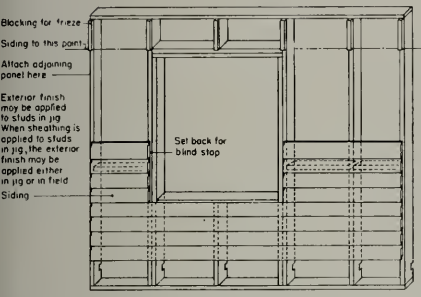 Blocking for frieze
Siding to this point
Attach adjoining
panel here
Exterior finish
may be applied
to studs in jig
When sheathing is
applied to studs
in jig, the exterior
finish may be
applied either
in jig or in field
Siding
Set back for
blind stop